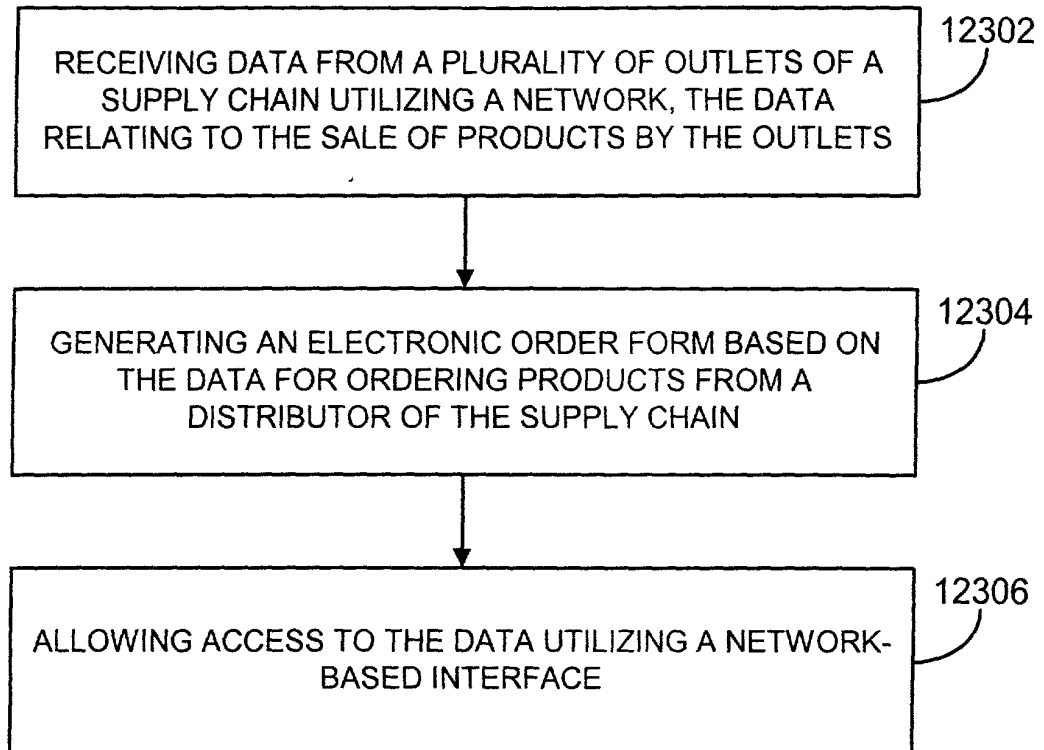 12302
RECEIVING DATA FROM A PLURALITY OF OUTLETS OF A
SUPPLY CHAIN UTILIZING A NETWORK, THE DATA
RELATING TO THE SALE OF PRODUCTS BY THE OUTLETS
12304
GENERATING AN ELECTRONIC ORDER FORM BASED ON
THE DATA FOR ORDERING PRODUCTS FROM A
DISTRIBUTOR OF THE SUPPLY CHAIN
12306
ALLOWING ACCESS TO THE DATA UTILIZING A NETWORK-
BASED INTERFACE